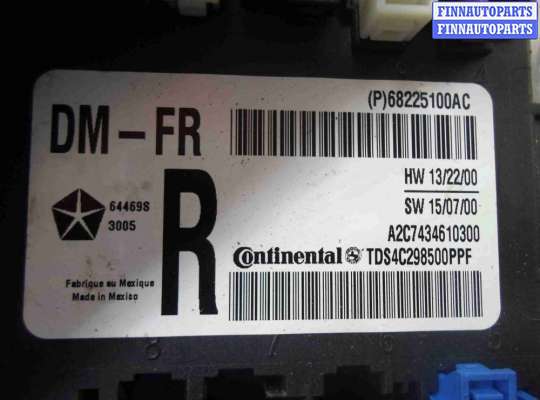 FINNAUTOPARTS
FINNAUTOPARTS
(P)68225100AC
DM-FR
HW 13/22/00
SW 15/07/00
64469S
3005
R
A2C7434610300
Continental TDS4C298500PPF
Fabrique au Mexique
Made in Mexico